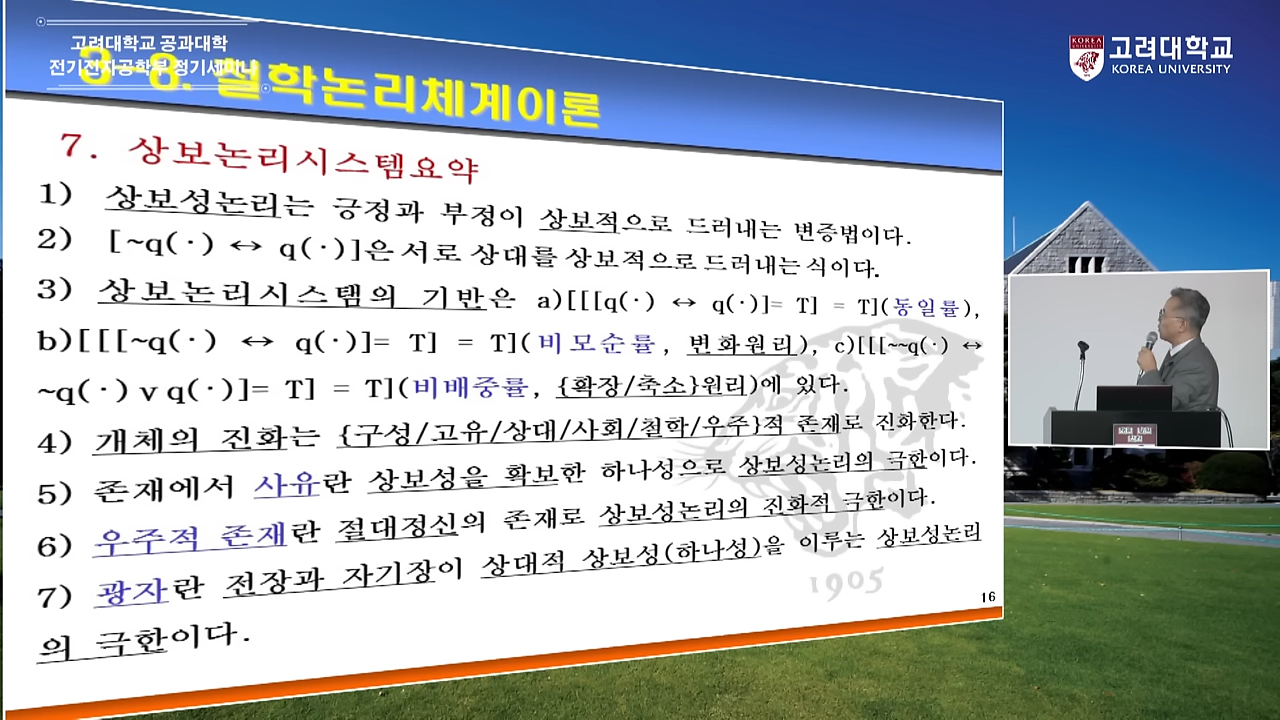 고려대학교 공과대학
전기전자공학부 정기세미나
3-8. 철학논리체계이론
고려대학교
KOREA UNIVERSITY
7. 상보논리시스템요약
1) 상보성논리는 긍정과 부정이 상보적으로 드러내는 변증법이다.
2) [~q(·) ↔ q(·)]은 서로 상대를 상보적으로 드러내는 식이다.
3) 상보논리시스템의 기반은 a)[[[q(·) ↔ q(·)]= T] = T](동일률),
b)[[[~q(·) ↔ q(·)]= T] = T](비모순률, 변화원리), c)[[[~~q(·) ↔
~q(·) v q(·)]= T] = T](비배중률, {확장/축소}원리)에 있다.
4) 개체의 진화는 {구성/고유/상대/사회/철학/우주}적 존재로 진화한다.
5) 존재에서 사유란 상보성을 확보한 하나성으로 상보성논리의 극한이다.
6) 우주적 존재란 절대정신의 존재로 상보성논리의 진화적 극한이다.
7) 광자란 전장과 자기장이 상대적 상보성(하나성)을 이루는 상보성논리
의 극한이다.
1905
16